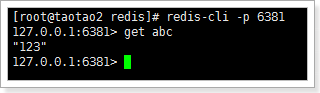 [root@taotao2 redis]# redis-cli -p 6381
127.0.0.1:6381> get abc
"123"
127.0.0.1:6381>